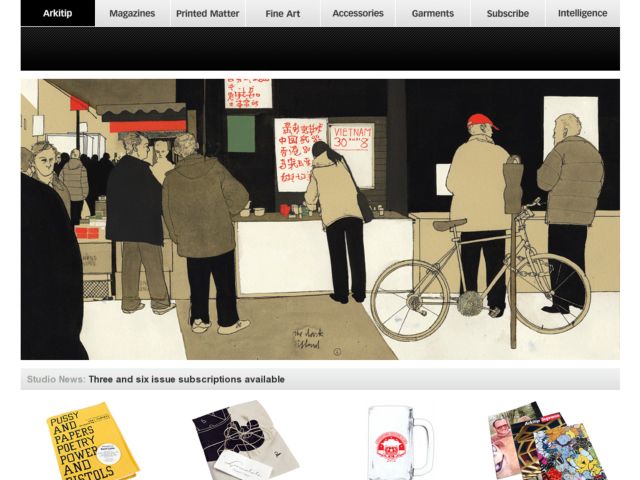 Arkitip
Magazines
Printed Matter
Fine Art
Accessories
Garments
Subscribe
Intelligence
VIETNAM
Studio News: Three and six issue subscriptions available
PUSSY
AND
PAPERS
POETRY
POWER
AND
PISTOLS
Arkitip